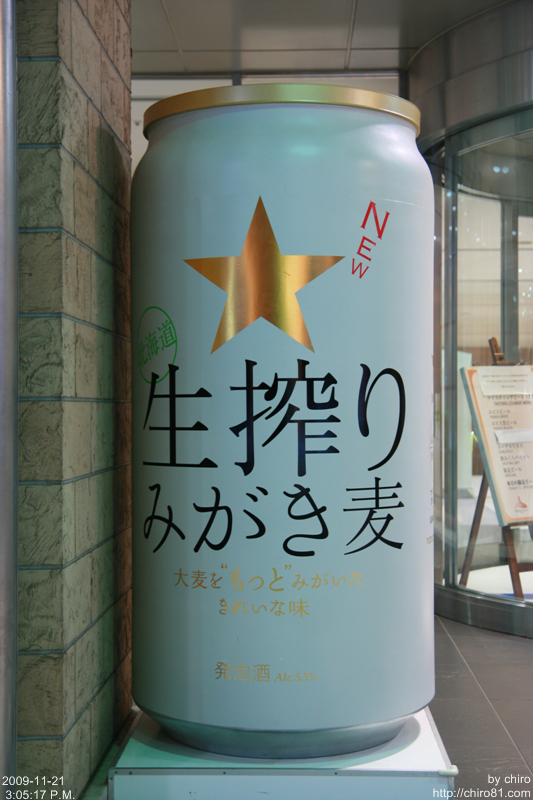 NEW
北海道
生搾り
みがき麦
大麦を"もっと"みがいた
きれいな味
発泡酒 Alc.5.5%
2009-11-21
3:05:17 P.M.
by chiro
http://chiro81.com